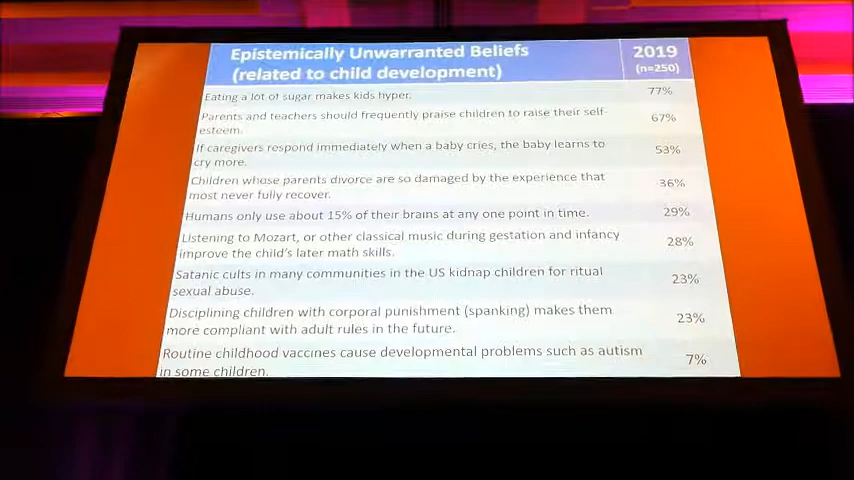 Epistemically Unwarranted Beliefs
(related to child development)
2019
(n=250)
Eating a lot of sugar makes kids hyper.
77%
Parents and teachers should frequently praise children to raise their self-
esteem.
67%
If caregivers respond immediately when a baby cries, the baby learns to
cry more.
53%
Children whose parents divorce are so damaged by the experience that
most never fully recover.
36%
Humans only use about 15% of their brains at any one point in time.
29%
Listening to Mozart, or other classical music during gestation and infancy
improve the child's later math skills.
28%
Satanic cults in many communities in the US kidnap children for ritual
sexual abuse.
23%
Disciplining children with corporal punishment (spanking) makes them
more compliant with adult rules in the future.
23%
Routine childhood vaccines cause developmental problems such as autism
in some children.
7%